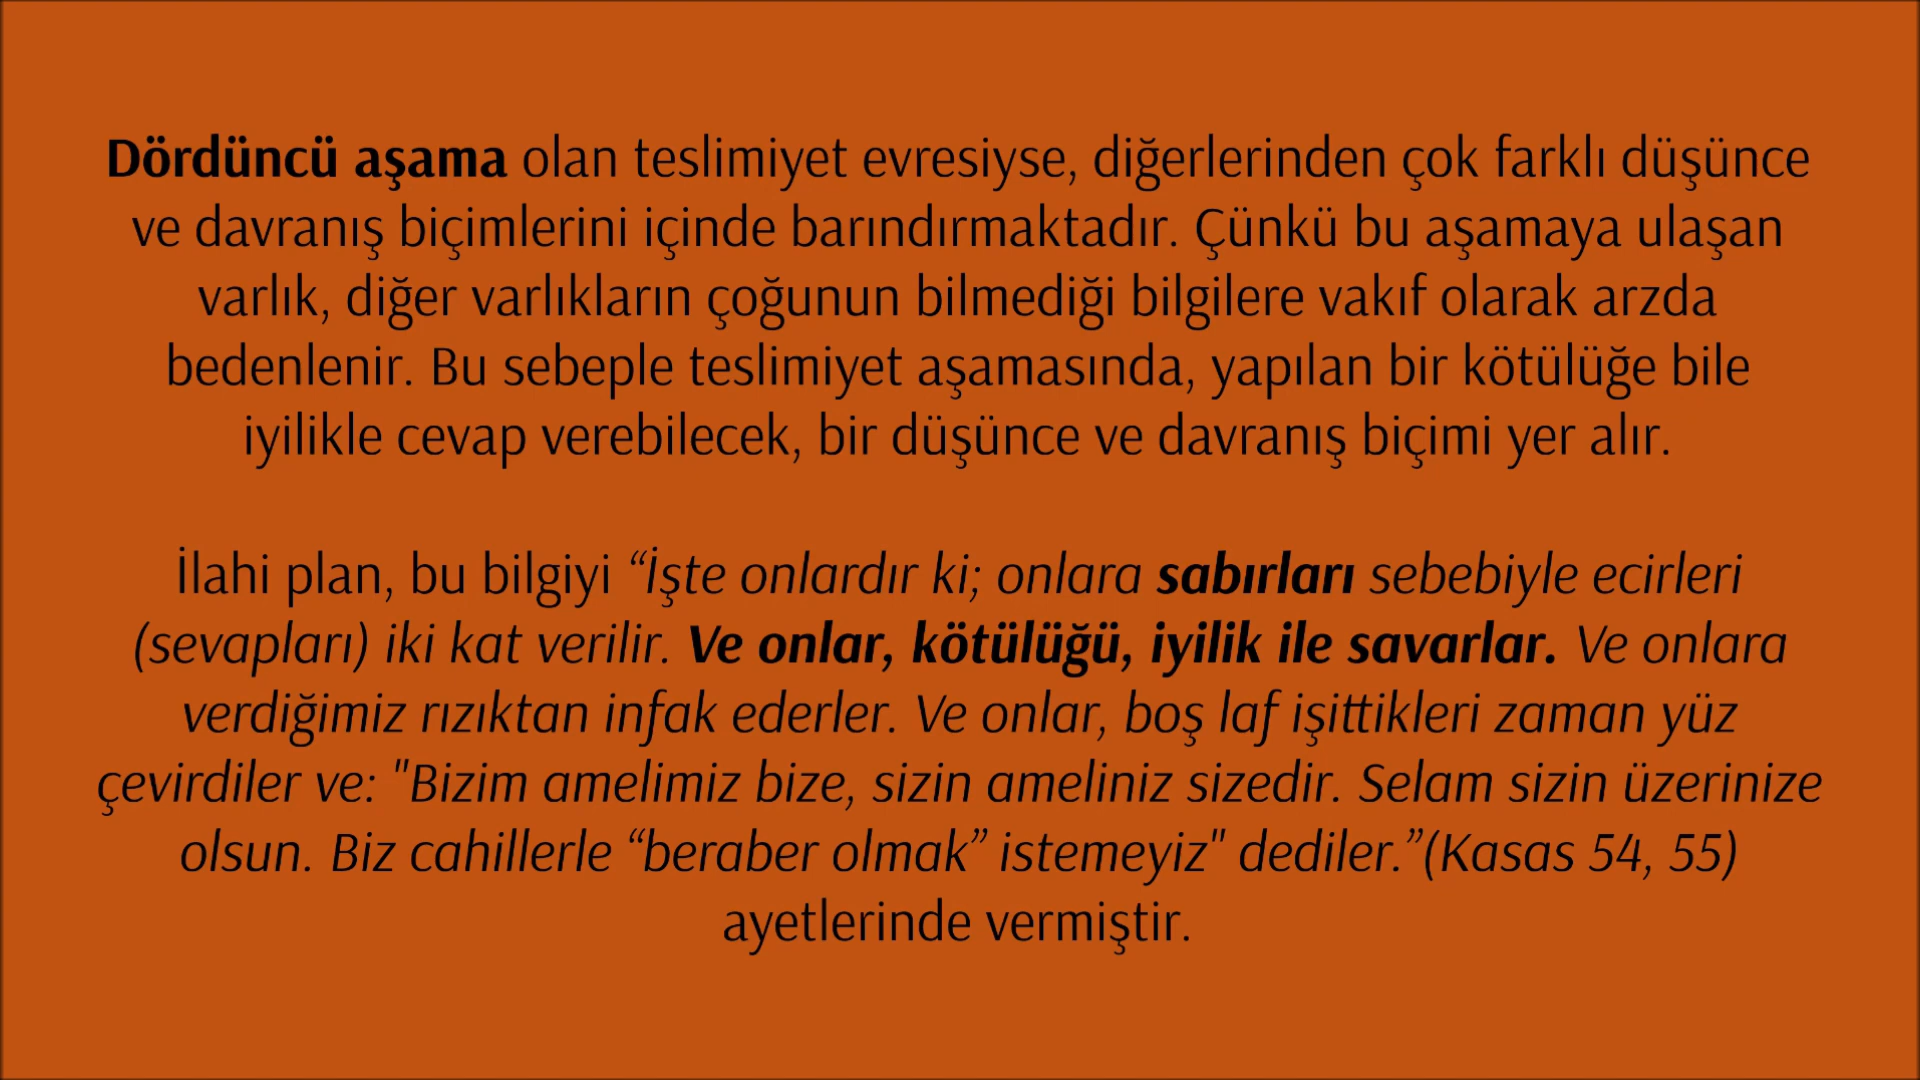 Dördüncü aşama olan teslimiyet evresiyse, diğerlerinden çok farklı düşünce
ve davranış biçimlerini içinde barındırmaktadır. Çünkü bu aşamaya ulaşan
varlık, diğer varlıkların çoğunun bilmediği bilgilere vakıf olarak arzda
bedenlenir. Bu sebeple teslimiyet aşamasında, yapılan bir kötülüğe bile
iyilikle cevap verebilecek, bir düşünce ve davranış biçimi yer alır.
İlahi plan, bu bilgiyi “İşte onlardır ki; onlara sabırları sebebiyle ecirleri
(sevapları) iki kat verilir. Ve onlar, kötülüğü, iyilik ile savarlar. Ve onlara
verdiğimiz rızıktan infak ederler. Ve onlar, boş laf işittikleri zaman yüz
çevirdiler ve: "Bizim amelimiz bize, sizin ameliniz sizedir. Selam sizin üzerinize
olsun. Biz cahillerle “beraber olmak” istemeyiz" dediler.”(Kasas 54, 55)
ayetlerinde vermiştir.